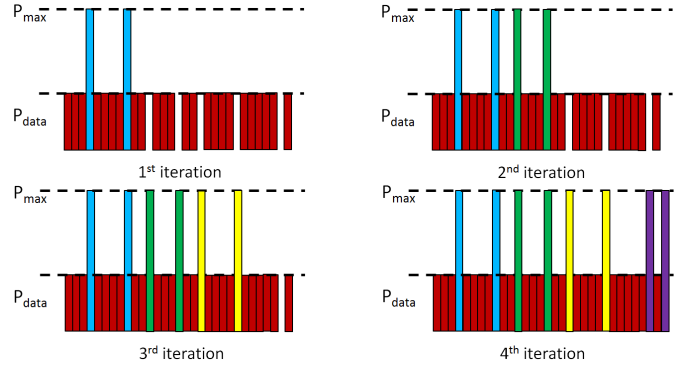 Pmax
Pdata
1st iteration
Pmax
Pdata
2nd iteration
Pmax
Pdata
3rd iteration
Pmax
Pdata
4th iteration